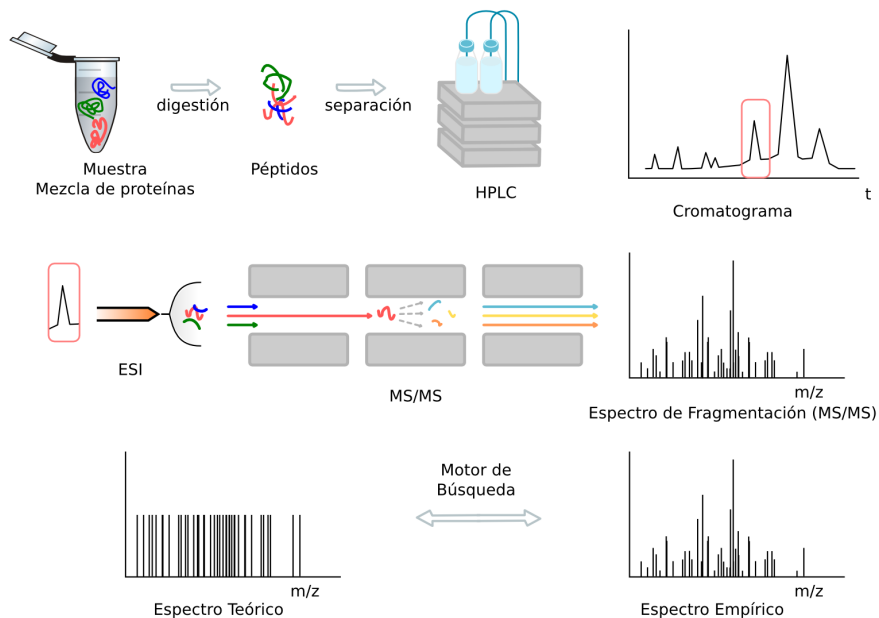 digestión
separación
Muestra
Mezcla de proteínas
Péptidos
HPLC
t
Cromatograma
ESI
MS/MS
m/z
Espectro de Fragmentación (MS/MS)
Motor de
Búsqueda
m/z
Espectro Teórico
m/z
Espectro Empírico